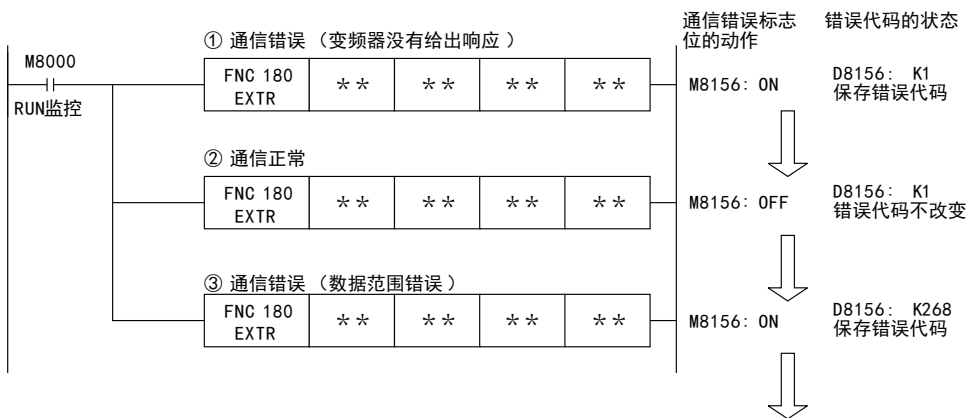 通信错误标志
位的动作
错误代码的状态
① 通信错误 （变频器没有给出响应 ）
M8000
RUN监控
FNC 180
EXTR
** ** ** **
M8156: ON
D8156: K1
保存错误代码
② 通信正常
FNC 180
EXTR
** ** ** **
M8156: OFF
D8156: K1
错误代码不改变
③ 通信错误 （数据范围错误 ）
FNC 180
EXTR
** ** ** **
M8156: ON
D8156: K268
保存错误代码